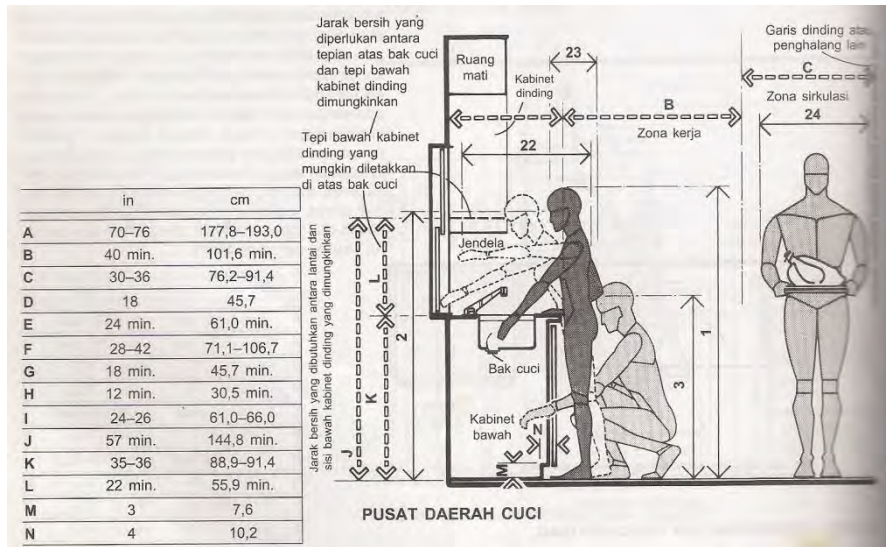 Jarak bersih yang
diperlukan antara
tepian atas bak cuci
dan tepi bawah
kabinet dinding
dimungkinkan
Tepi bawah kabinet
dinding yang
mungkin diletakkan
di atas bak cuci
Ruang
mati
Kabinet
dinding
23
22
B
Zona kerja
Garis dinding atau
penghalang lain
C
Zona sirkulasi
24
Jendela
L
2
K
J
Jarak bersih yang dibutuhkan antara lantai dan
sisi bawah kabinet dinding yang dimungkinkan
Bak cuci
Kabinet
bawah
N
M
3
1
in cm
A 70–76 177,8–193,0
B 40 min. 101,6 min.
C 30–36 76,2–91,4
D 18 45,7
E 24 min. 61,0 min.
F 28–42 71,1–106,7
G 18 min. 45,7 min.
H 12 min. 30,5 min.
I 24–26 61,0–66,0
J 57 min. 144,8 min.
K 35–36 88,9–91,4
L 22 min. 55,9 min.
M 3 7,6
N 4 10,2
PUSAT DAERAH CUCI